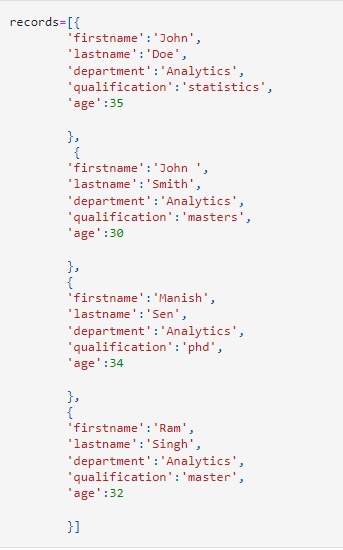 records=[{
'firstname':'John',
'lastname':'Doe',
'department':'Analytics',
'qualification':'statistics',
'age':35
},
{
'firstname':'John ',
'lastname':'Smith',
'department':'Analytics',
'qualification':'masters',
'age':30
},
{
'firstname':'Manish',
'lastname':'Sen',
'department':'Analytics',
'qualification':'phd',
'age':34
},
{
'firstname':'Ram',
'lastname':'Singh',
'department':'Analytics',
'qualification':'master',
'age':32
}]